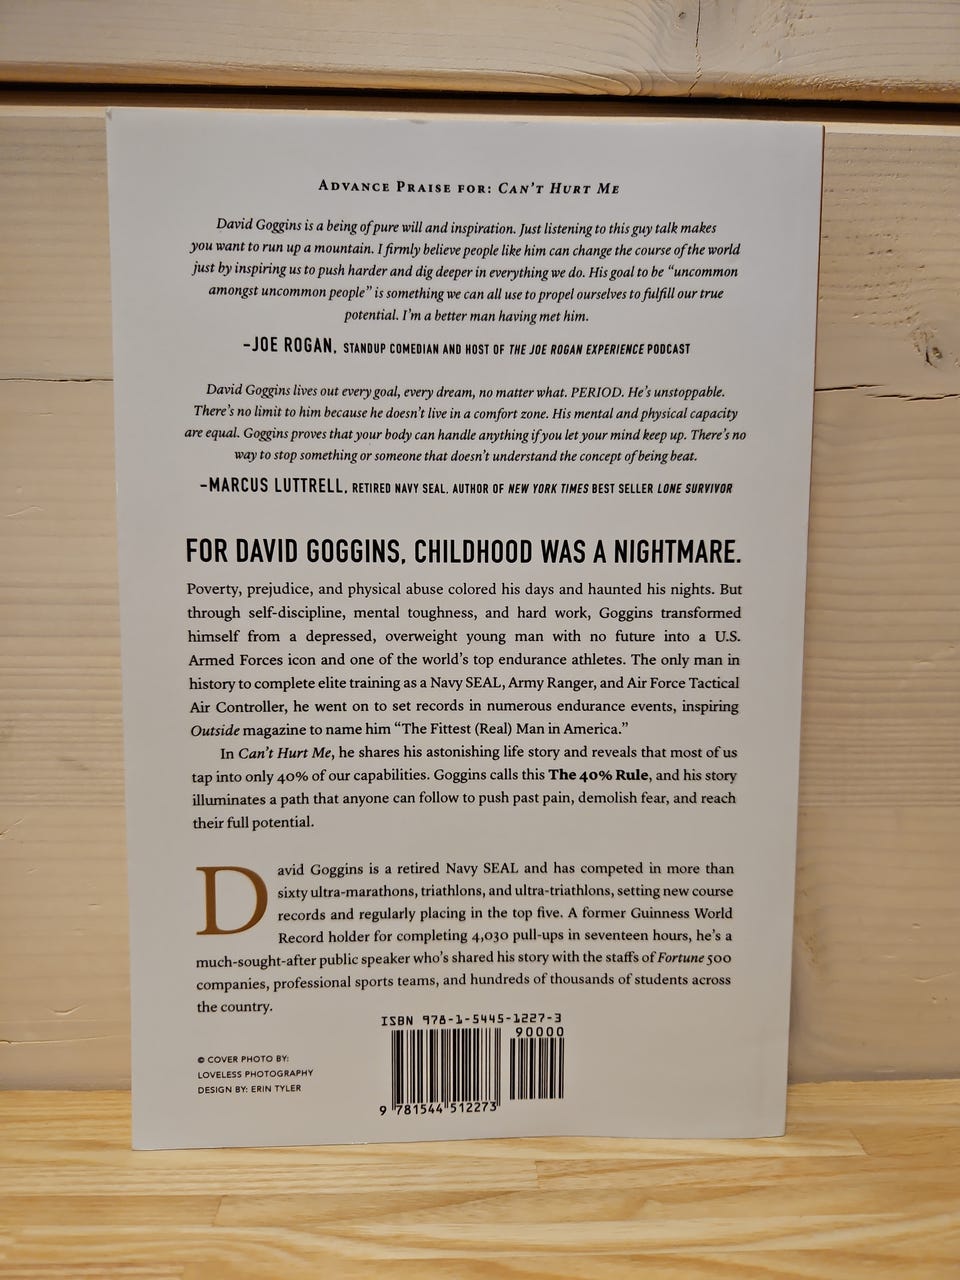 ADVANCE PRAISE FOR: CAN'T HURT ME
David Goggins is a being of pure will and inspiration. Just listening to this guy talk makes
you want to run up a mountain. I firmly believe people like him can change the course of the world
just by inspiring us to push harder and dig deeper in everything we do. His goal to be “uncommon
amongst uncommon people” is something we can all use to propel ourselves to fulfill our true
potential. I’m a better man having met him.
–JOE ROGAN, STANDUP COMEDIAN AND HOST OF THE JOE ROGAN EXPERIENCE PODCAST
David Goggins lives out every goal, every dream, no matter what. PERIOD. He’s unstoppable.
There’s no limit to him because he doesn’t live in a comfort zone. His mental and physical capacity
are equal. Goggins proves that your body can handle anything if you let your mind keep up. There’s no
way to stop something or someone that doesn’t understand the concept of being beat.
–MARCUS LUTTRELL, RETIRED NAVY SEAL, AUTHOR OF NEW YORK TIMES BEST SELLER LONE SURVIVOR
FOR DAVID GOGGINS, CHILDHOOD WAS A NIGHTMARE.
Poverty, prejudice, and physical abuse colored his days and haunted his nights. But
through self-discipline, mental toughness, and hard work, Goggins transformed
himself from a depressed, overweight young man with no future into a U.S.
Armed Forces icon and one of the world’s top endurance athletes. The only man in
history to complete elite training as a Navy SEAL, Army Ranger, and Air Force Tactical
Air Controller, he went on to set records in numerous endurance events, inspiring
Outside magazine to name him “The Fittest (Real) Man in America.”
In Can’t Hurt Me, he shares his astonishing life story and reveals that most of us
tap into only 40% of our capabilities. Goggins calls this The 40% Rule, and his story
illuminates a path that anyone can follow to push past pain, demolish fear, and reach
their full potential.
David Goggins is a retired Navy SEAL and has competed in more than
sixty ultra-marathons, triathlons, and ultra-triathlons, setting new course
records and regularly placing in the top five. A former Guinness World
Record holder for completing 4,030 pull-ups in seventeen hours, he’s a
much-sought-after public speaker who’s shared his story with the staffs of Fortune 500
companies, professional sports teams, and hundreds of thousands of students across
the country.
ISBN 978-1-5445-1227-3
90000
© COVER PHOTO BY:
LOVELESS PHOTOGRAPHY
DESIGN BY: ERIN TYLER
9 781544 512273